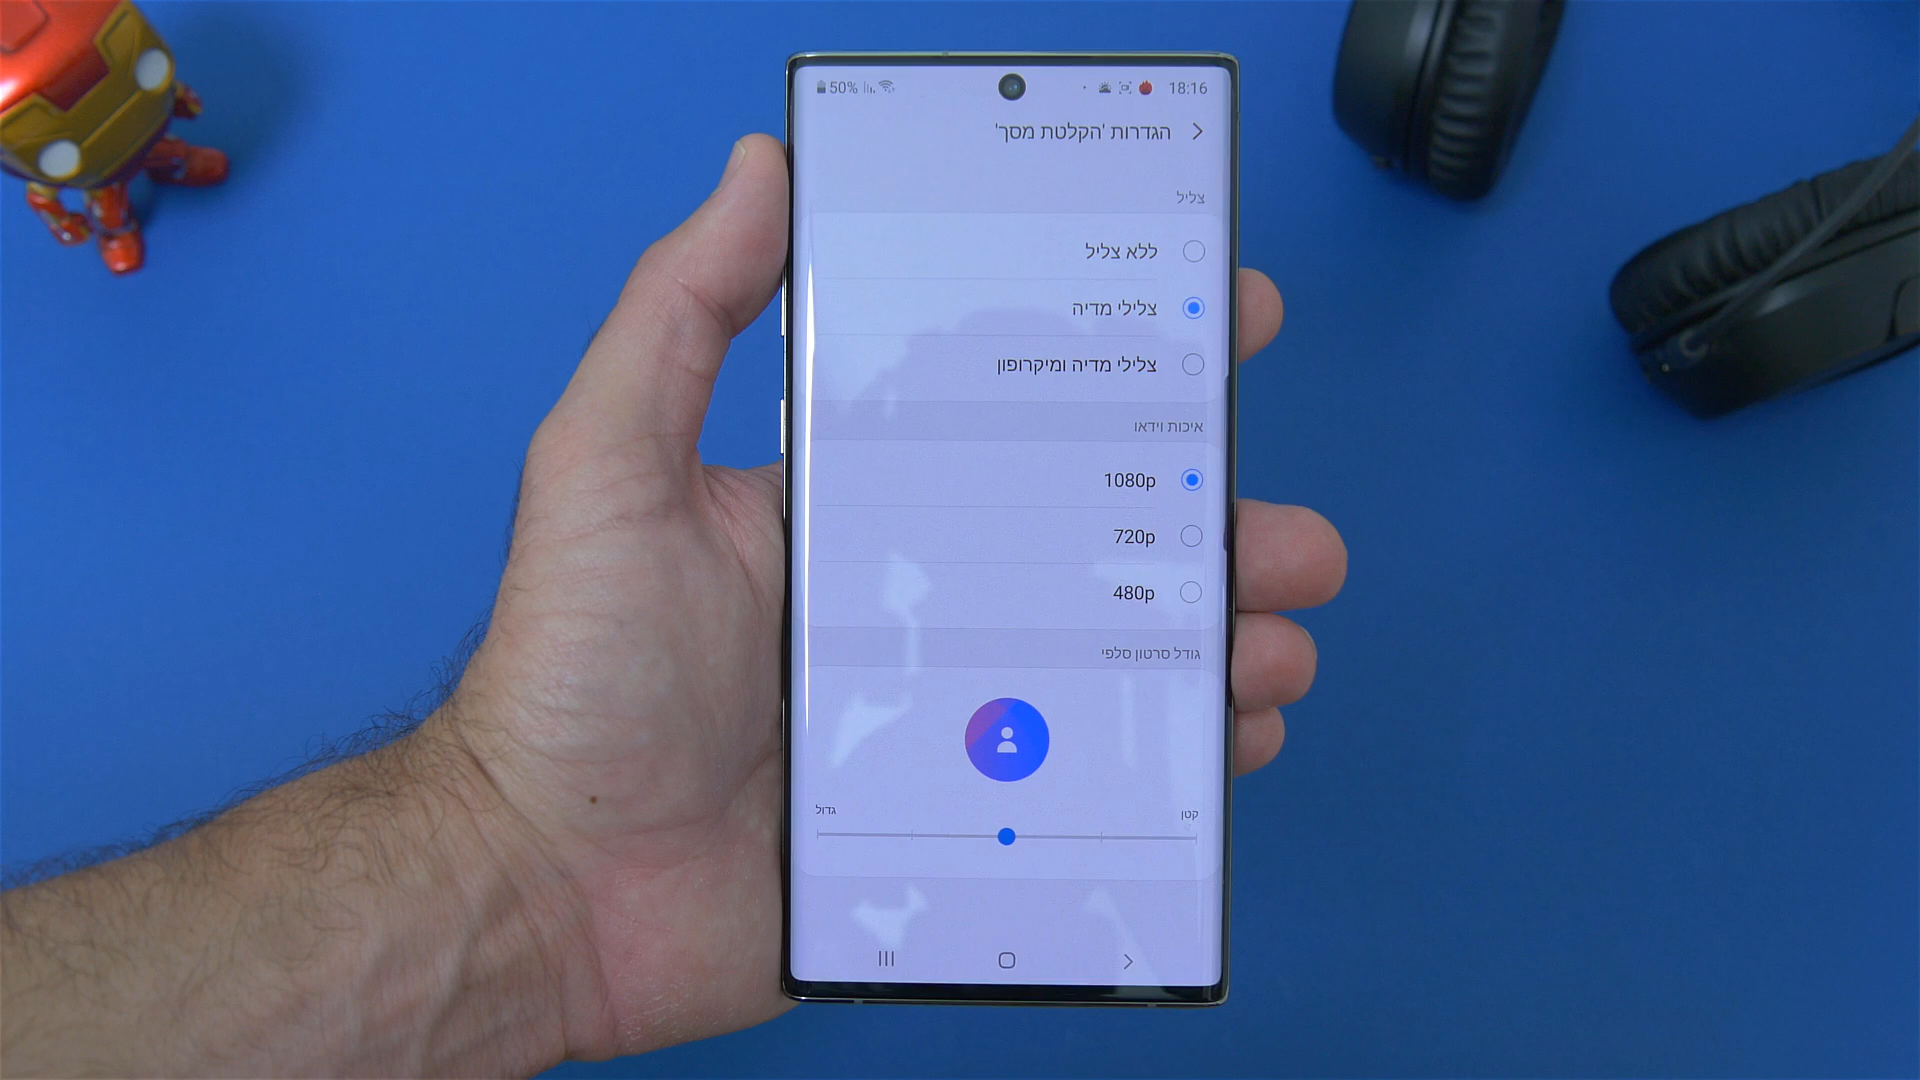 50%
18:16
הגדרות 'הקלטת מסך'
צליל
ללא צליל
צלילי מדיה
צלילי מדיה ומיקרופון
איכות וידאו
1080p
720p
480p
גודל סרטון סלפי
קטן
גדול